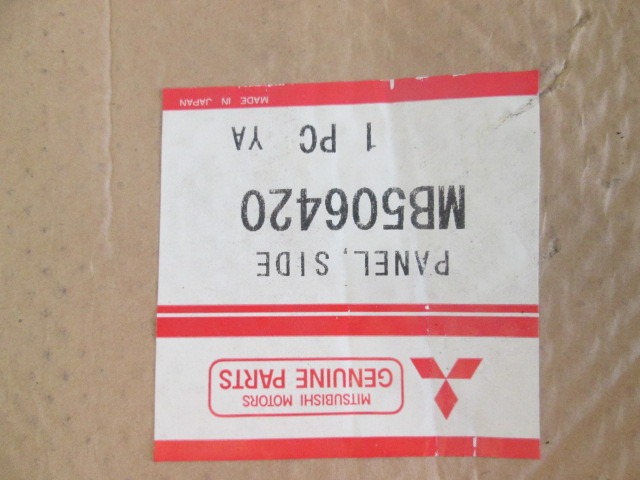 MITSUBISHI MOTORS
GENUINE PARTS
PANEL, SIDE
MB506420
1 PC YA
MADE IN JAPAN